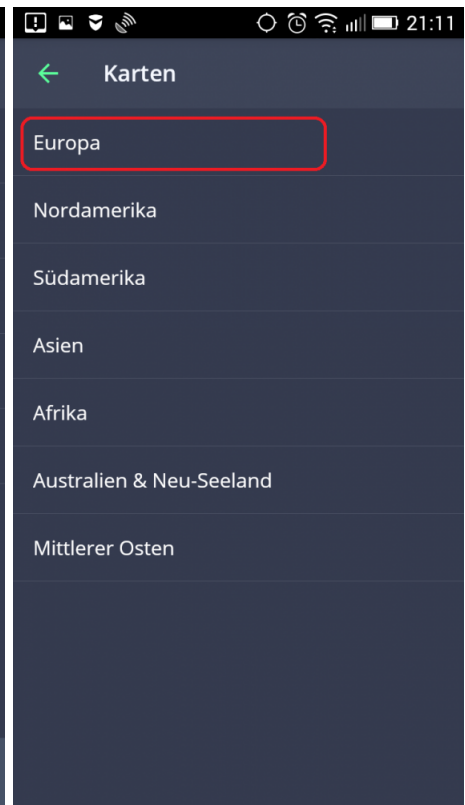 21:11
Karten
Europa
Nordamerika
Südamerika
Asien
Afrika
Australien & Neu-Seeland
Mittlerer Osten